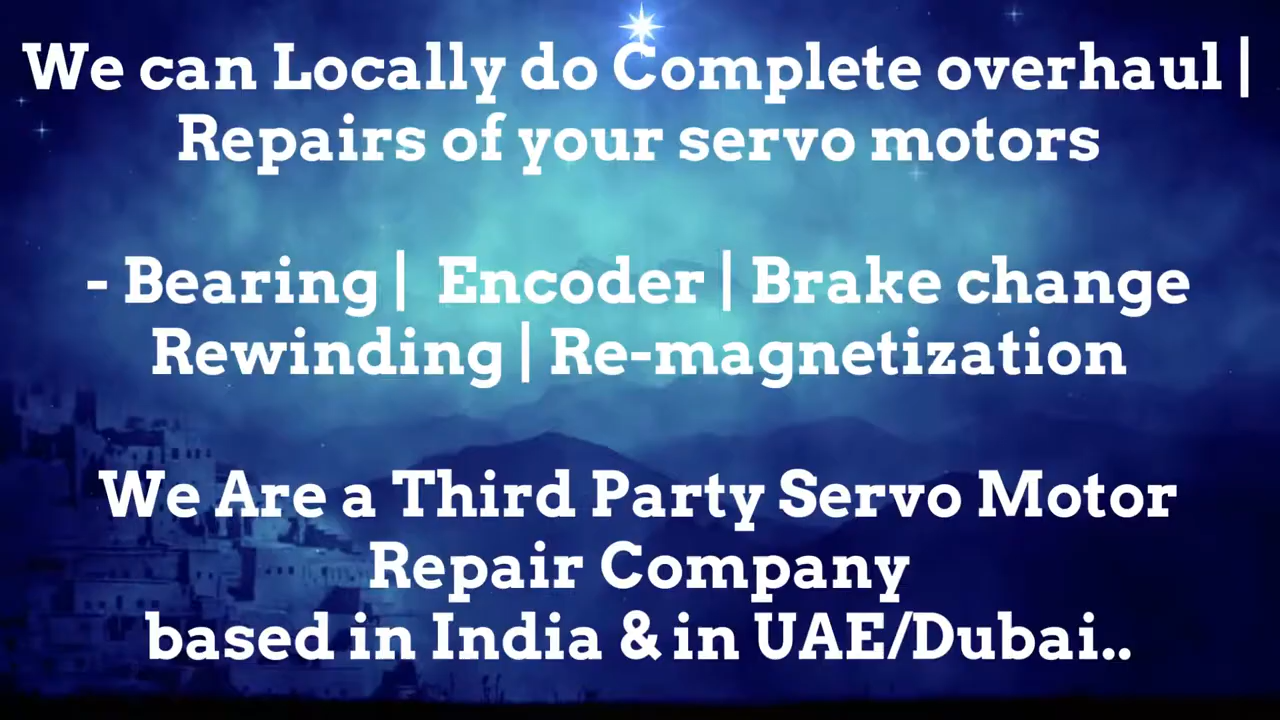 We can Locally do Complete overhaul |
Repairs of your servo motors
- Bearing |  Encoder | Brake change
Rewinding | Re-magnetization
We Are a Third Party Servo Motor
Repair Company
based in India & in UAE/Dubai..